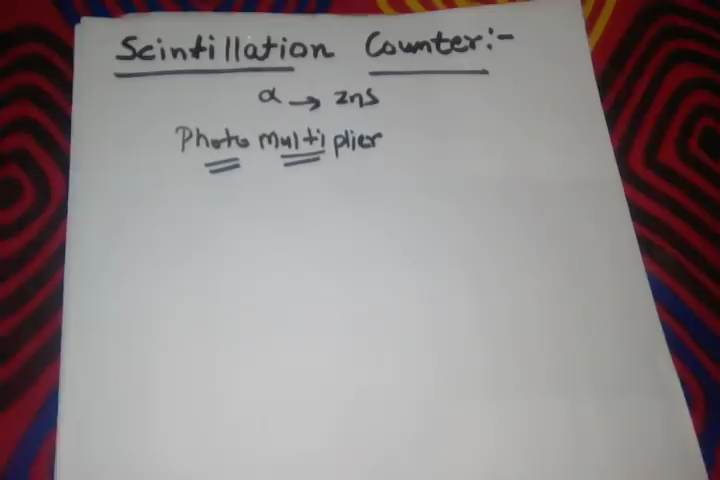 Scintillation Counter:-
α → zns
Photo multiplier